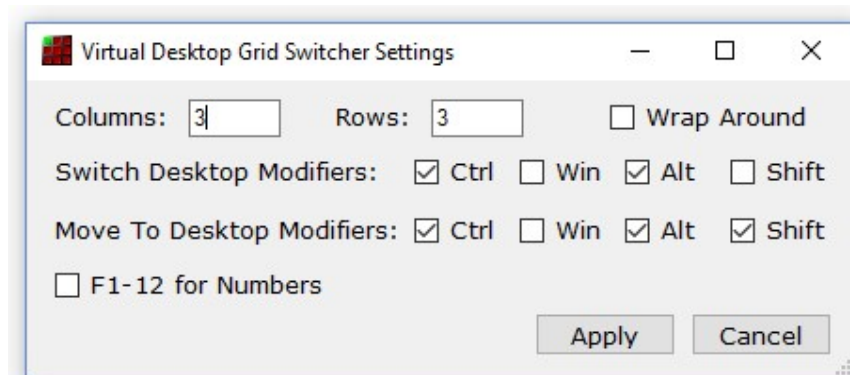 Virtual Desktop Grid Switcher Settings
Columns: 3 Rows: 3 Wrap Around
Switch Desktop Modifiers: Ctrl Win Alt Shift
Move To Desktop Modifiers: Ctrl Win Alt Shift
F1-12 for Numbers
Apply Cancel